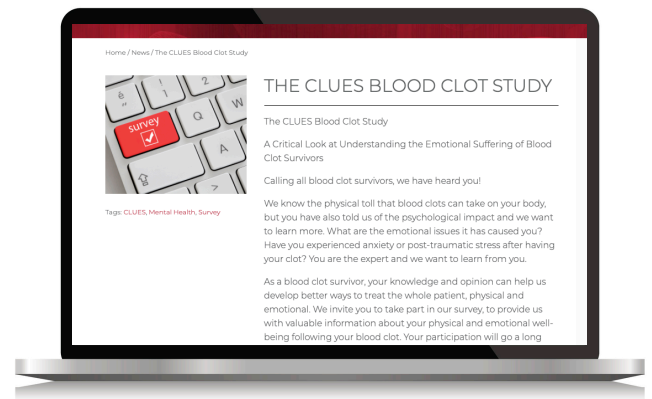 Home / News / The CLUES Blood Clot Study
THE CLUES BLOOD CLOT STUDY
The CLUES Blood Clot Study
A Critical Look at Understanding the Emotional Suffering of Blood
Clot Survivors
Calling all blood clot survivors, we have heard you!
We know the physical toll that blood clots can take on your body,
but you have also told us of the psychological impact and we want
to learn more. What are the emotional issues it has caused you?
Have you experienced anxiety or post-traumatic stress after having
your clot? You are the expert and we want to learn from you.
As a blood clot survivor, your knowledge and opinion can help us
develop better ways to treat the whole patient, physical and
emotional. We invite you to take part in our survey, to provide us
with valuable information about your physical and emotional well-
being following your blood clot. Your participation will go a long
!
1
2
Q
W
survey
A
>
Tags: CLUES, Mental Health, Survey